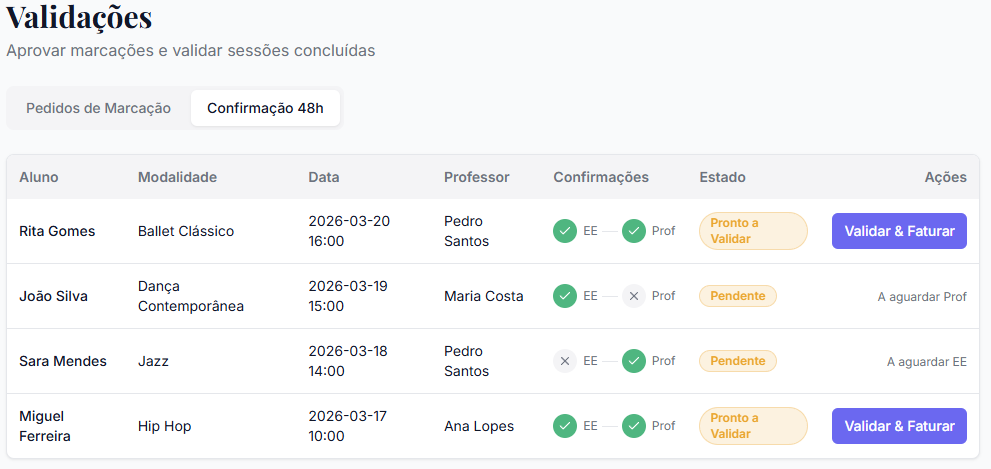 Validações
Aprovar marcações e validar sessões concluídas
Pedidos de Marcação Confirmação 48h
Aluno Modalidade Data Professor Confirmações Estado Ações
Rita Gomes Ballet Clássico 2026-03-20 16:00 Pedro Santos EE Prof Pronto a Validar Validar & Faturar
João Silva Dança Contemporânea 2026-03-19 15:00 Maria Costa EE Prof Pendente A aguardar Prof
Sara Mendes Jazz 2026-03-18 14:00 Pedro Santos EE Prof Pendente A aguardar EE
Miguel Ferreira Hip Hop 2026-03-17 10:00 Ana Lopes EE Prof Pronto a Validar Validar & Faturar